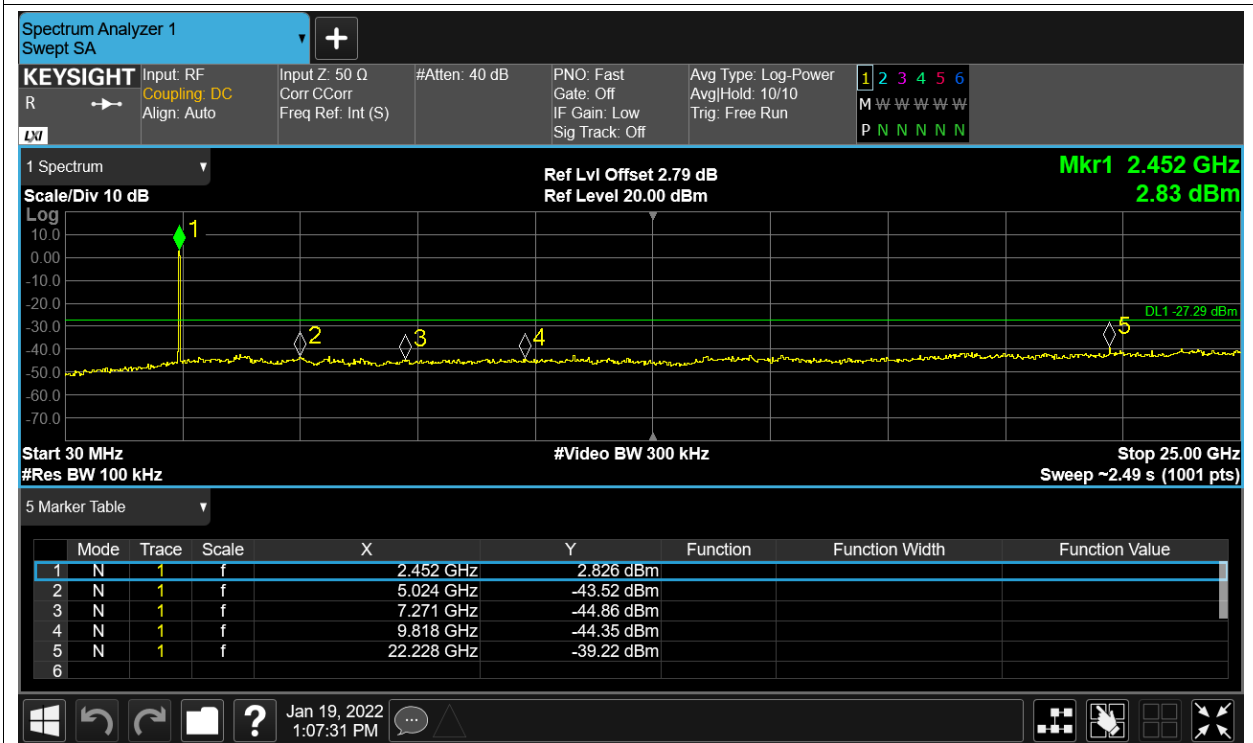 Spectrum Analyzer 1
Swept SA
KEYSIGHT
R
LXI
Input: RF
Coupling: DC
Align: Auto
Input Z: 50 Ω
Corr CCorr
Freq Ref: Int (S)
#Atten: 40 dB
PNO: Fast
Gate: Off
IF Gain: Low
Sig Track: Off
Avg Type: Log-Power
Avg|Hold: 10/10
Trig: Free Run
1 2 3 4 5 6
M W W W W W
P N N N N N
1 Spectrum
Scale/Div 10 dB
Ref Lvl Offset 2.79 dB
Ref Level 20.00 dBm
Mkr1 2.452 GHz
2.83 dBm
Log
10.0
0.00
-10.0
-20.0
-30.0
-40.0
-50.0
-60.0
-70.0
1
2
3
4
5
DL1 -27.29 dBm
Start 30 MHz
#Video BW 300 kHz
Stop 25.00 GHz
#Res BW 100 kHz
Sweep ~2.49 s (1001 pts)
5 Marker Table
Mode Trace Scale X Y Function Function Width Function Value
1 N 1 f 2.452 GHz 2.826 dBm
2 N 1 f 5.024 GHz -43.52 dBm
3 N 1 f 7.271 GHz -44.86 dBm
4 N 1 f 9.818 GHz -44.35 dBm
5 N 1 f 22.228 GHz -39.22 dBm
6
?
Jan 19, 2022
1:07:31 PM